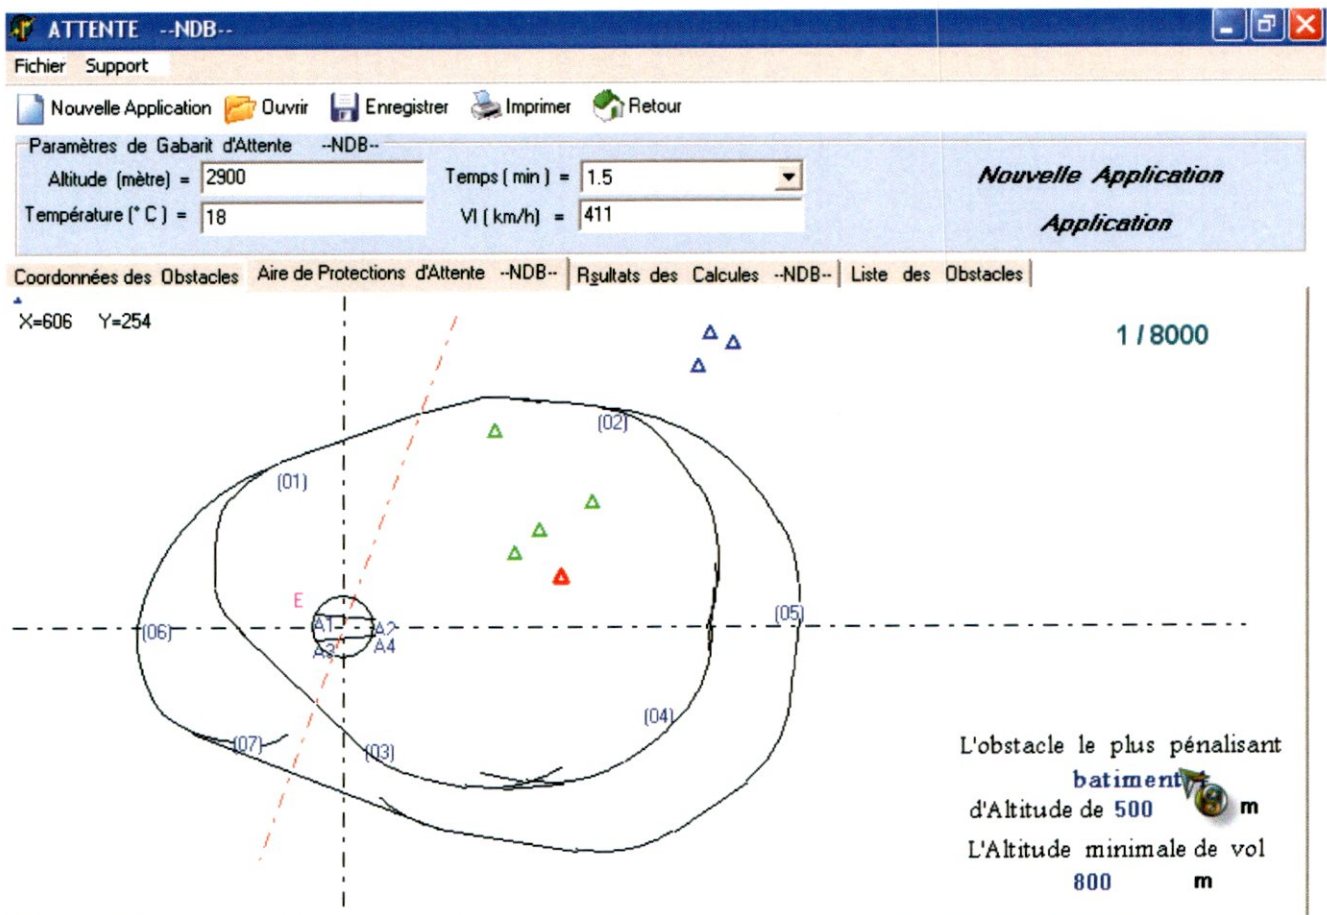 ATTENTE --NDB--
Fichier Support
Nouvelle Application Ouvrir Enregistrer Imprimer Retour
Paramètres de Gabarit d'Attente --NDB--
Altitude (mètre) = 2900 Temps ( min ) = 1.5 Nouvelle Application
Température (° C ) = 18 VI ( km/h) = 411 Application
Coordonnées des Obstacles Aire de Protections d'Attente --NDB-- Rsultats des Calcules --NDB-- Liste des Obstacles
X=606 Y=254 1 / 8000
(02)
(01)
E
A1 A2 (05)
(06)
A3 A4
(04)
(07) (03)
L'obstacle le plus pénalisant
batiment
d'Altitude de 500 m
L'Altitude minimale de vol
800 m